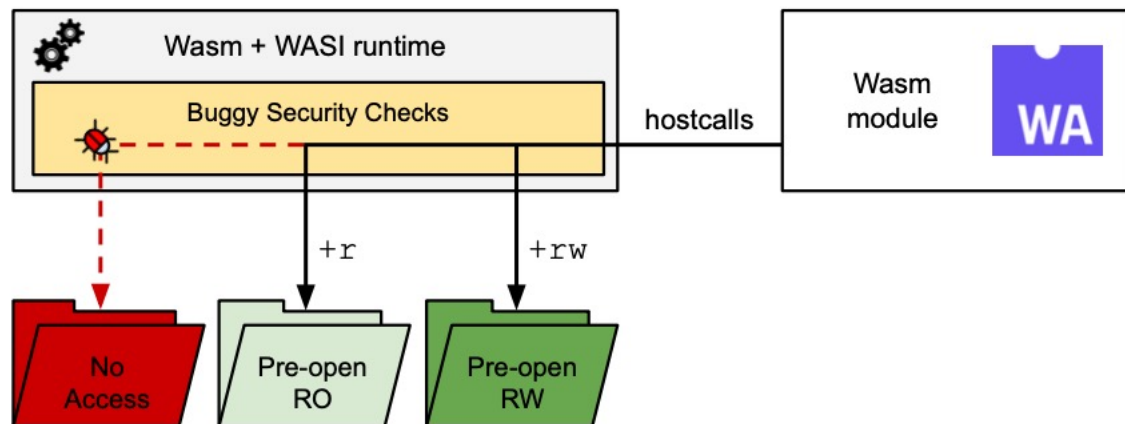 Wasm + WASI runtime
Buggy Security Checks
hostcalls
Wasm
module
WA
+r
+rw
No
Access
Pre-open
RO
Pre-open
RW